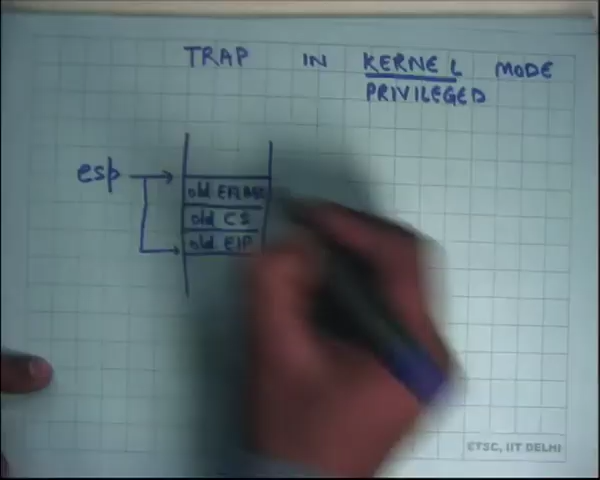 TRAP IN KERNEL MODE
PRIVILEGED
esp
old EFLAGS
old CS
old EIP
ETSC, IIT DELHI